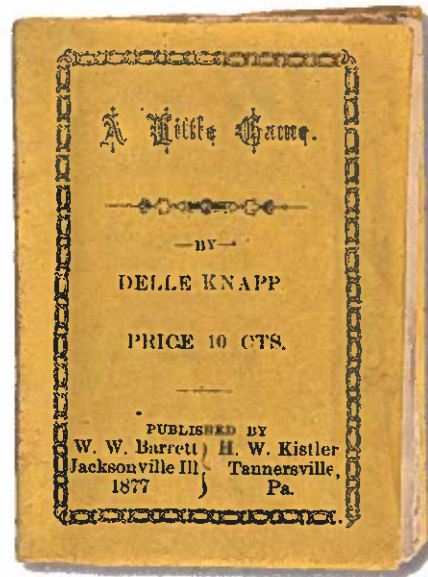 A Little Game.
—BY—
DELLE KNAPP
PRICE 10 CTS.
PUBLISHED BY
W. W. Barrett } H. W. Kistler
Jacksonville Ill } Tannersville,
1877 } Pa.